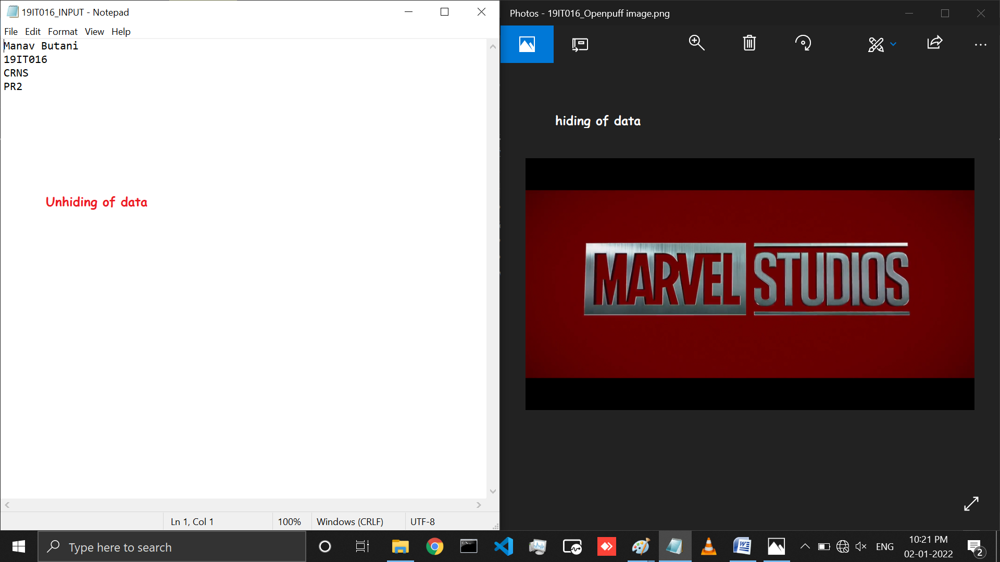 19IT016_INPUT - Notepad
File Edit Format View Help
Manav Butani
19IT016
CRNS
PR2
Unhiding of data
Ln 1, Col 1 100% Windows (CRLF) UTF-8
Photos - 19IT016_Openpuff image.png
hiding of data
MARVEL STUDIOS
Type here to search
ENG
10:21 PM
02-01-2022
2